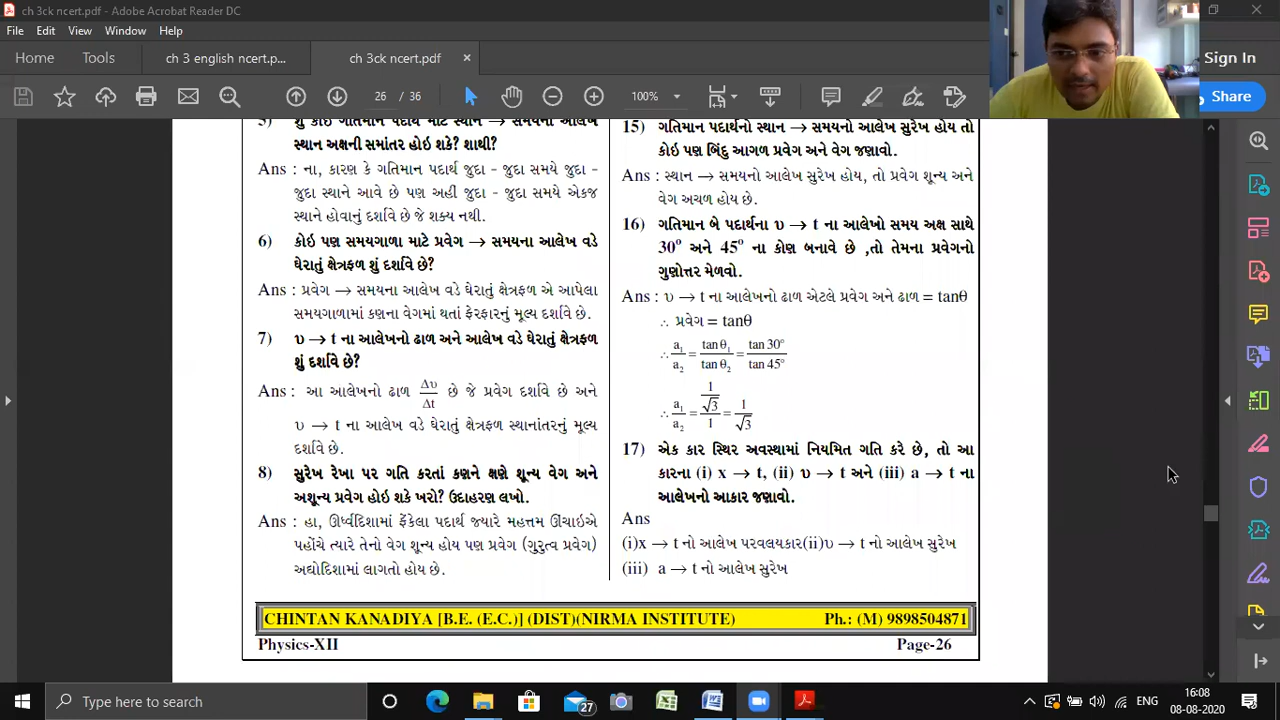 ch 3ck ncert.pdf - Adobe Acrobat Reader DC
File Edit View Window Help
Home Tools ch 3 english ncert.p... ch 3ck ncert.pdf × Sign In
26 / 36 100% Share
5) શું કોઇ ગતિમાન પદાર્થ માટે સ્થાન → સમયનો આલેખ
સ્થાન અક્ષની સમાંતર હોઇ શકે? શાથી?
Ans : ના, કારણ કે ગતિમાન પદાર્થ જુદા - જુદા સમયે જુદા -
જુદા સ્થાને આવે છે પણ અહીં જુદા - જુદા સમયે એકજ
સ્થાને હોવાનું દર્શાવે છે જે શક્ય નથી.
6) કોઇ પણ સમયગાળા માટે પ્રવેગ → સમયના આલેખ વડે
ઘેરાતું ક્ષેત્રફળ શું દર્શાવે છે?
Ans : પ્રવેગ → સમયના આલેખ વડે ઘેરાતું ક્ષેત્રફળ એ આપેલા
સમયગાળામાં કણના વેગમાં થતાં ફેરફારનું મૂલ્ય દર્શાવે છે.
7) υ → t ના આલેખનો ઢાળ અને આલેખ વડે ઘેરાતું ક્ષેત્રફળ
શું દર્શાવે છે?
Ans : આ આલેખનો ઢાળ Δυ/Δt છે જે પ્રવેગ દર્શાવે છે અને
υ → t ના આલેખ વડે ઘેરાતું ક્ષેત્રફળ સ્થાનાંતરનું મૂલ્ય
દર્શાવે છે.
8) સુરેખ રેખા પર ગતિ કરતાં કણને ક્ષણે શૂન્ય વેગ અને
અશૂન્ય પ્રવેગ હોઇ શકે ખરો? ઉદાહરણ લખો.
Ans : હા, ઊર્ધ્વદિશામાં ફેંકેલા પદાર્થ જ્યારે મહત્તમ ઊંચાઇએ
પહોંચે ત્યારે તેનો વેગ શૂન્ય હોય પણ પ્રવેગ (ગુરુત્વ પ્રવેગ)
અધોદિશામાં લાગતો હોય છે.
15) ગતિમાન પદાર્થનો સ્થાન → સમયનો આલેખ સુરેખ હોય તો
કોઇ પણ બિંદુ આગળ પ્રવેગ અને વેગ જણાવો.
Ans : સ્થાન → સમયનો આલેખ સુરેખ હોય, તો પ્રવેગ શૂન્ય અને
વેગ અચળ હોય છે.
16) ગતિમાન બે પદાર્થના υ → t ના આલેખો સમય અક્ષ સાથે
30° અને 45° ના કોણ બનાવે છે ,તો તેમના પ્રવેગનો
ગુણોત્તર મેળવો.
Ans : υ → t ના આલેખનો ઢાળ એટલે પ્રવેગ અને ઢાળ = tanθ
∴ પ્રવેગ = tanθ
∴ a₁/a₂ = tan θ₁/tan θ₂ = tan 30°/tan 45°
∴ a₁/a₂ = (1/√3)/1 = 1/√3
17) એક કાર સ્થિર અવસ્થામાં નિયમિત ગતિ કરે છે, તો આ
કારના (i) x → t, (ii) υ → t અને (iii) a → t ના
આલેખનો આકાર જણાવો.
Ans
(i)x → t નો આલેખ પરવલયકાર(ii)υ → t નો આલેખ સુરેખ
(iii) a → t નો આલેખ સુરેખ
CHINTAN KANADIYA [B.E. (E.C.)] (DIST)(NIRMA INSTITUTE) Ph.: (M) 9898504871
Physics-XII Page-26
Type here to search
27
ENG
16:08
08-08-2020